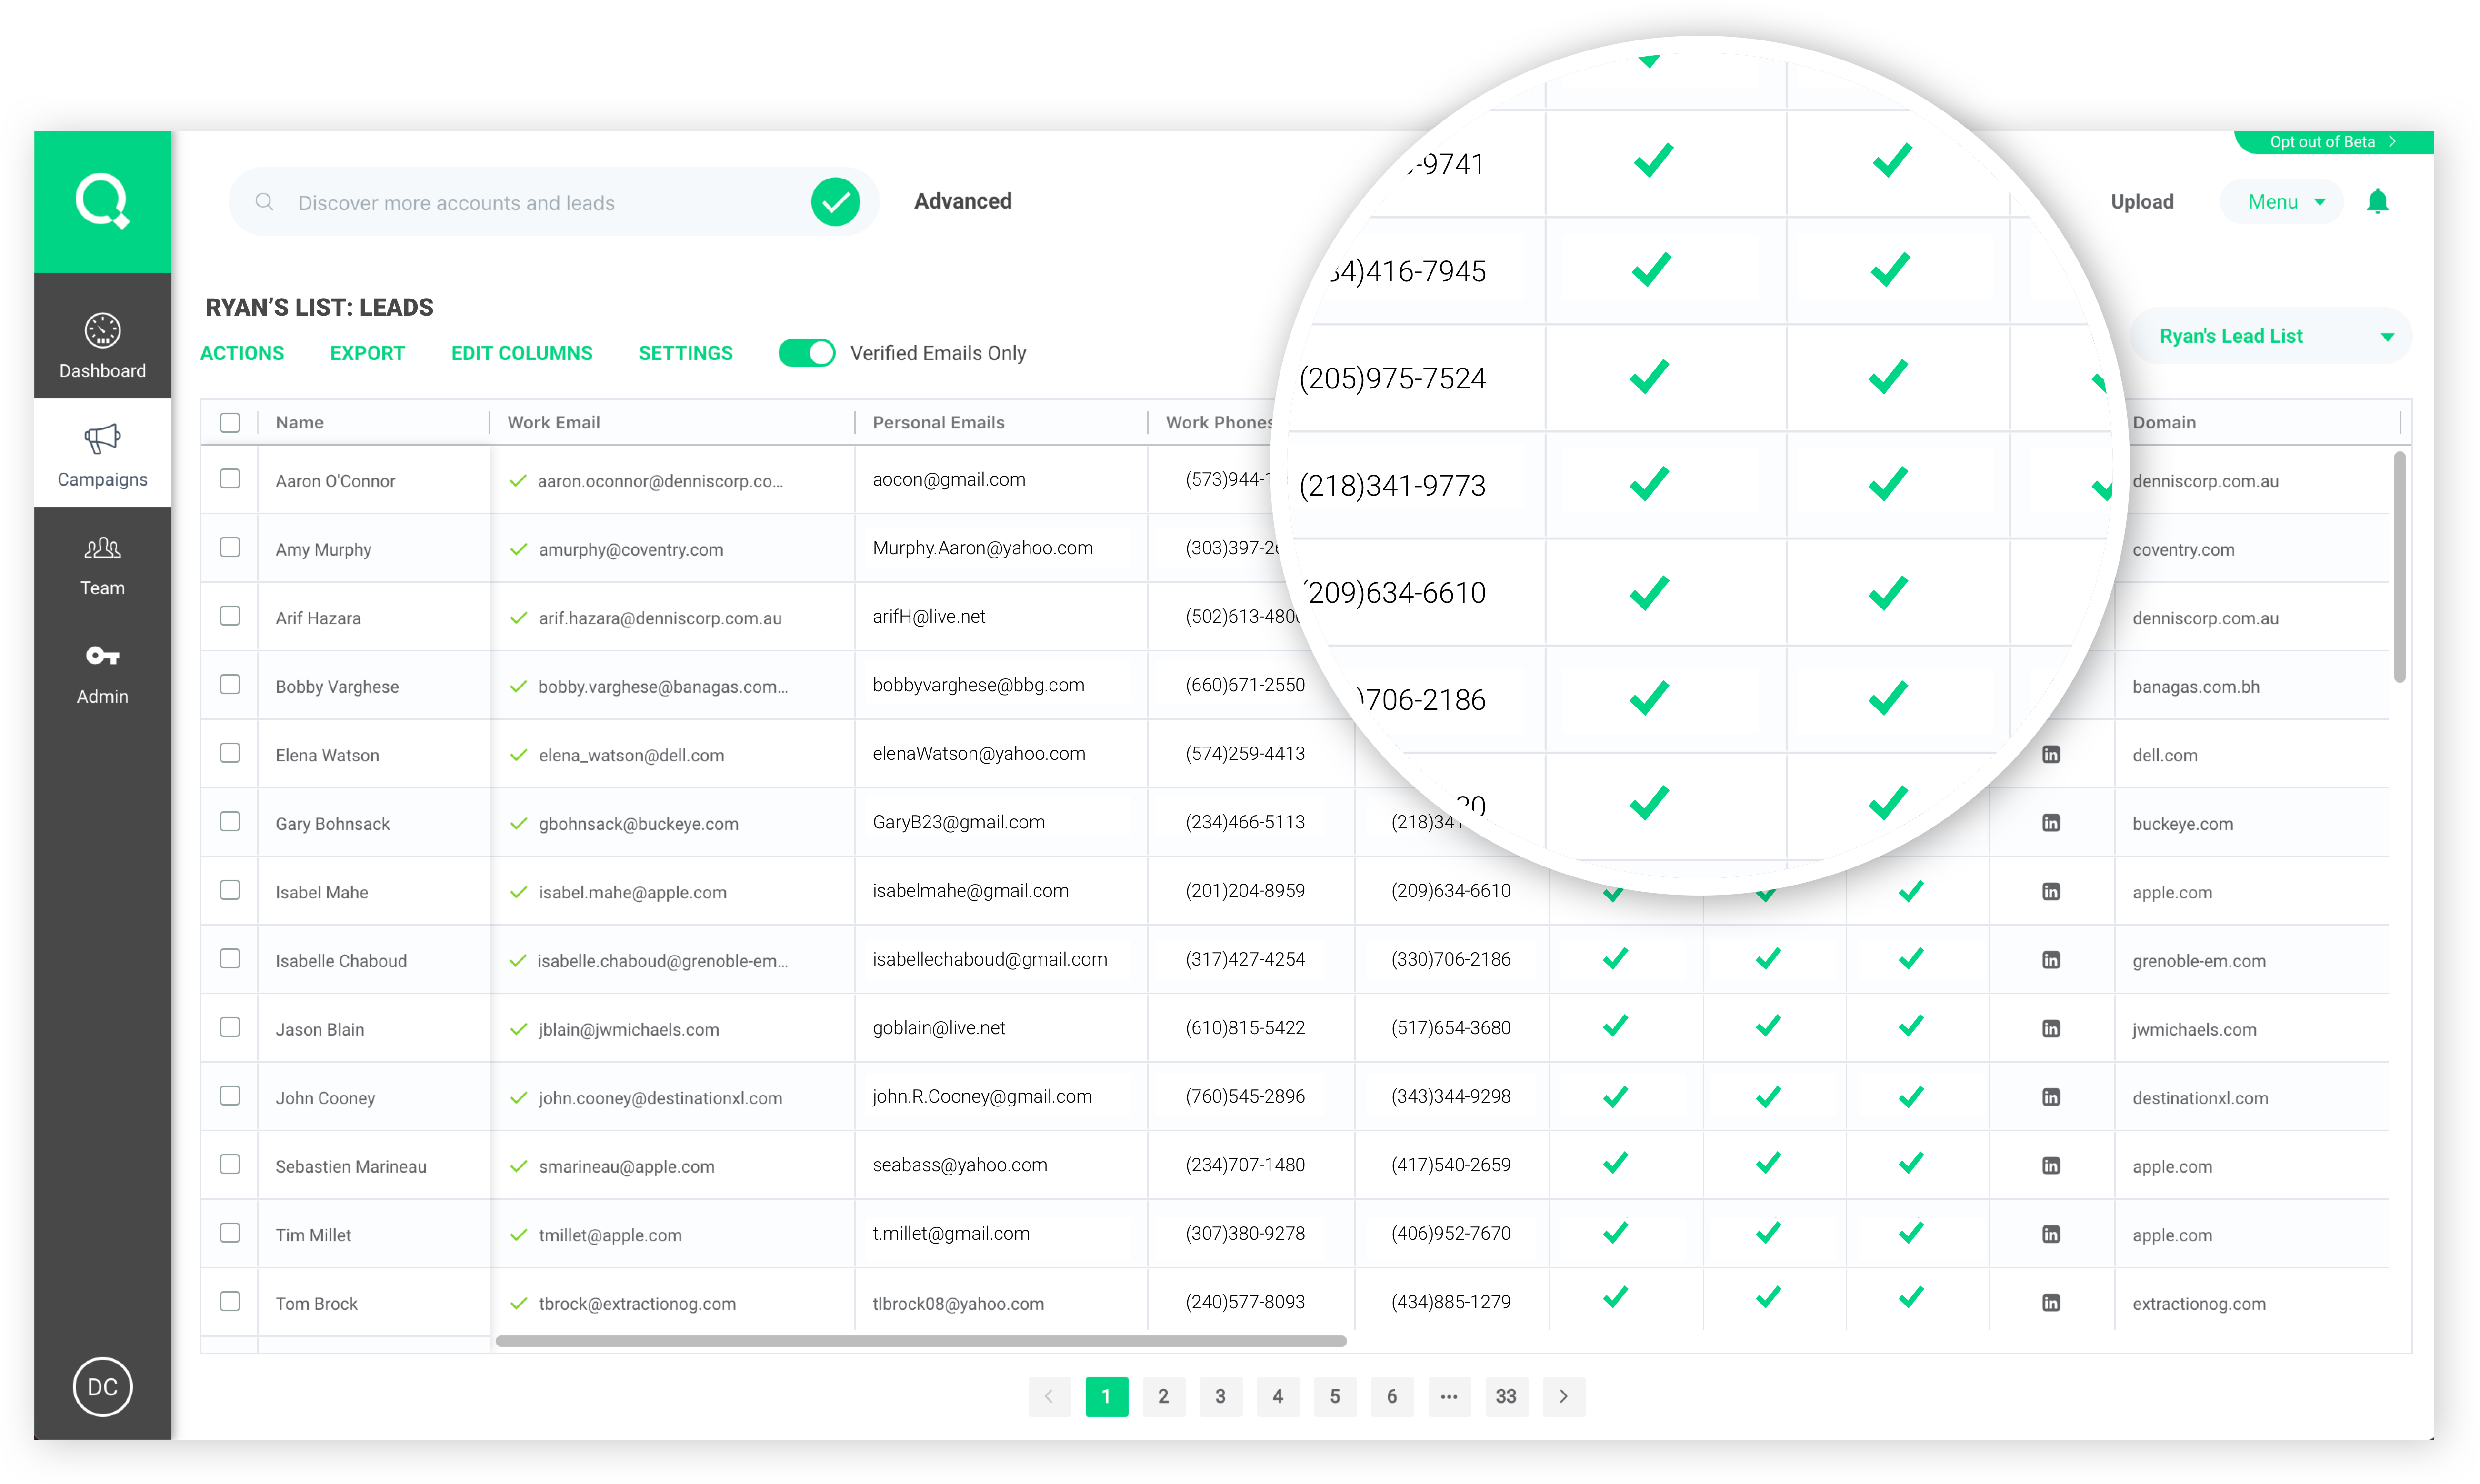 Opt out of Beta
Discover more accounts and leads
Advanced
Upload
Menu
RYAN’S LIST: LEADS
ACTIONS EXPORT EDIT COLUMNS SETTINGS Verified Emails Only
Ryan's Lead List
Dashboard
Campaigns
Team
Admin
DC
Name Work Email Personal Emails Work Phones Domain
Aaron O'Connor aaron.oconnor@denniscorp.co... aocon@gmail.com (573)944-1 denniscorp.com.au
Amy Murphy amurphy@coventry.com Murphy.Aaron@yahoo.com (303)397-2 coventry.com
Arif Hazara arif.hazara@denniscorp.com.au arifH@live.net (502)613-480 denniscorp.com.au
Bobby Varghese bobby.varghese@banagas.com... bobbyvarghese@bbg.com (660)671-2550 banagas.com.bh
Elena Watson elena_watson@dell.com elenaWatson@yahoo.com (574)259-4413 in dell.com
Gary Bohnsack gbohnsack@buckeye.com GaryB23@gmail.com (234)466-5113 (218)34 in buckeye.com
Isabel Mahe isabel.mahe@apple.com isabelmahe@gmail.com (201)204-8959 (209)634-6610 in apple.com
Isabelle Chaboud isabelle.chaboud@grenoble-em... isabellechaboud@gmail.com (317)427-4254 (330)706-2186 in grenoble-em.com
Jason Blain jblain@jwmichaels.com goblain@live.net (610)815-5422 (517)654-3680 in jwmichaels.com
John Cooney john.cooney@destinationxl.com john.R.Cooney@gmail.com (760)545-2896 (343)344-9298 in destinationxl.com
Sebastien Marineau smarineau@apple.com seabass@yahoo.com (234)707-1480 (417)540-2659 in apple.com
Tim Millet tmillet@apple.com t.millet@gmail.com (307)380-9278 (406)952-7670 in apple.com
Tom Brock tbrock@extractionog.com tlbrock08@yahoo.com (240)577-8093 (434)885-1279 in extractionog.com
-9741
4)416-7945
(205)975-7524
(218)341-9773
(209)634-6610
)706-2186
1 2 3 4 5 6 ... 33